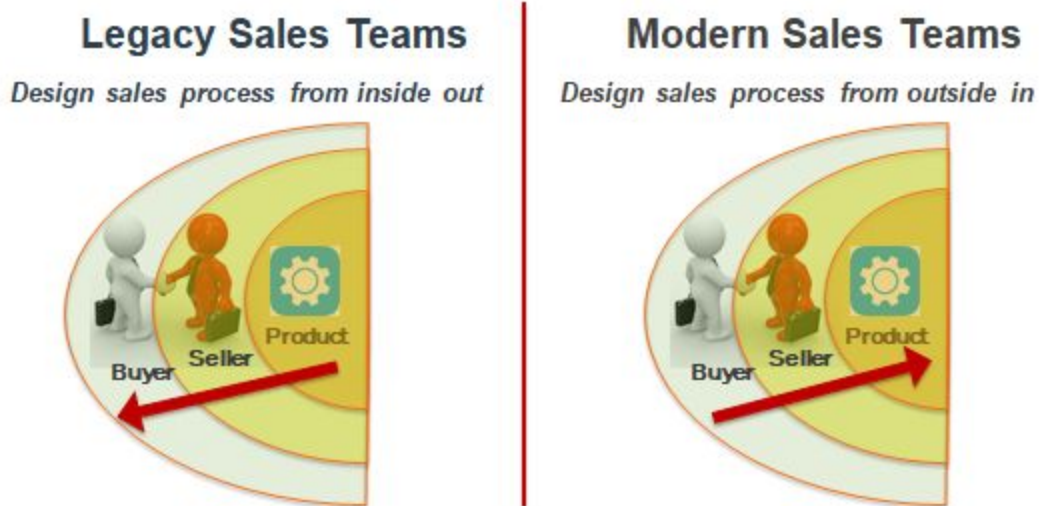 Legacy Sales Teams
Design sales process from inside out
Product
Seller
Buyer
Modern Sales Teams
Design sales process from outside in
Product
Seller
Buyer